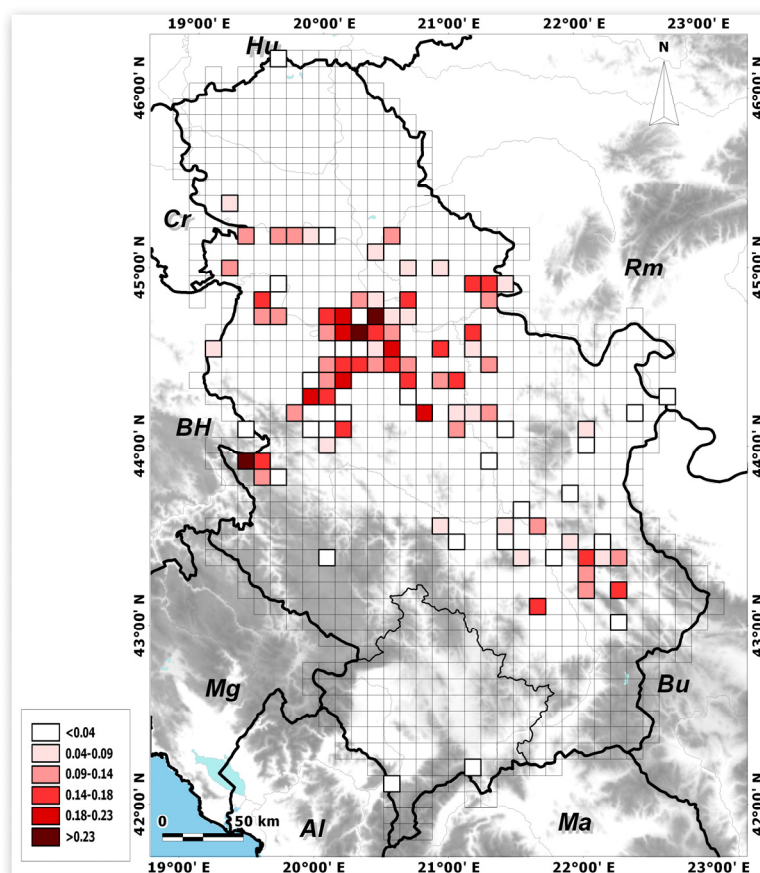 19°00' E 20°00' E 21°00' E 22°00' E 23°00' E
Hu
N
46°00' N 46°00' N
Cr
45°00' N 45°00' N
Rm
BH
44°00' N 44°00' N
43°00' N 43°00' N
Mg
Bu
<0.04
0.04-0.09
0.09-0.14
0.14-0.18
0.18-0.23
>0.23
42°00' N 42°00' N
0 50 km
Al
Ma
19°00' E 20°00' E 21°00' E 22°00' E 23°00' E